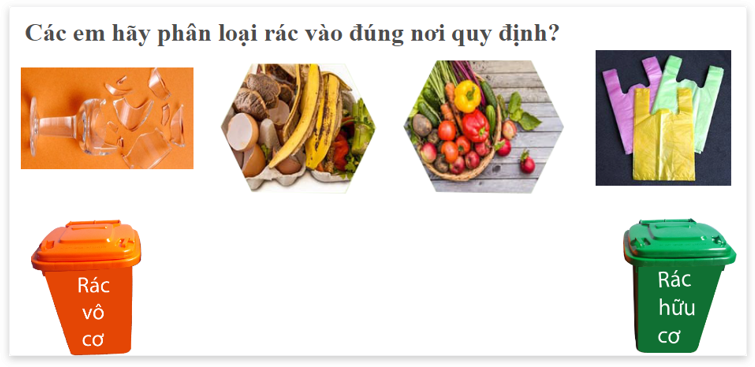 Các em hãy phân loại rác vào đúng nơi quy định?
Rác
vô
cơ
Rác
hữu
cơ